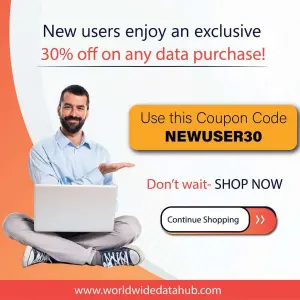 New users enjoy an exclusive
30% off on any data purchase!
Use this Coupon Code
NEWUSER30
Don't wait- SHOP NOW
Continue Shopping
www.worldwidedatahub.com